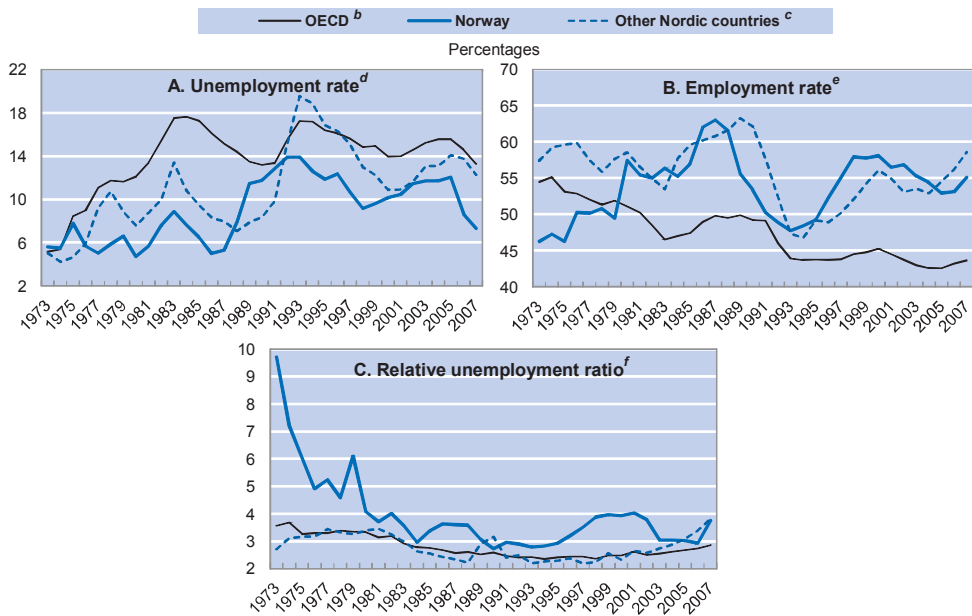 OECD b Norway Other Nordic countries c
Percentages
A. Unemployment rate d
22
18
14
10
6
2
1973 1975 1977 1979 1981 1983 1985 1987 1989 1991 1993 1995 1997 1999 2001 2003 2005 2007
B. Employment rate e
70
65
60
55
50
45
40
1973 1975 1977 1979 1981 1983 1985 1987 1989 1991 1993 1995 1997 1999 2001 2003 2005 2007
C. Relative unemployment ratio f
10
9
8
7
6
5
4
3
2
1973 1975 1977 1979 1981 1983 1985 1987 1989 1991 1993 1995 1997 1999 2001 2003 2005 2007